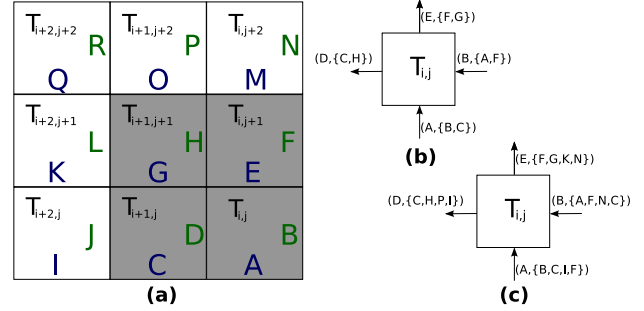 T_{i+2,j+2} R Q
T_{i+1,j+2} P O
T_{i,j+2} N M
T_{i+2,j+1} L K
T_{i+1,j+1} H G
T_{i,j+1} F E
T_{i+2,j} J I
T_{i+1,j} D C
T_{i,j} B A
(a)
(E,{F,G})
(D,{C,H})
T_{i,j}
(B,{A,F})
(A,{B,C})
(b)
(E,{F,G,K,N})
(D,{C,H,P,I})
T_{i,j}
(B,{A,F,N,C})
(A,{B,C,I,F})
(c)